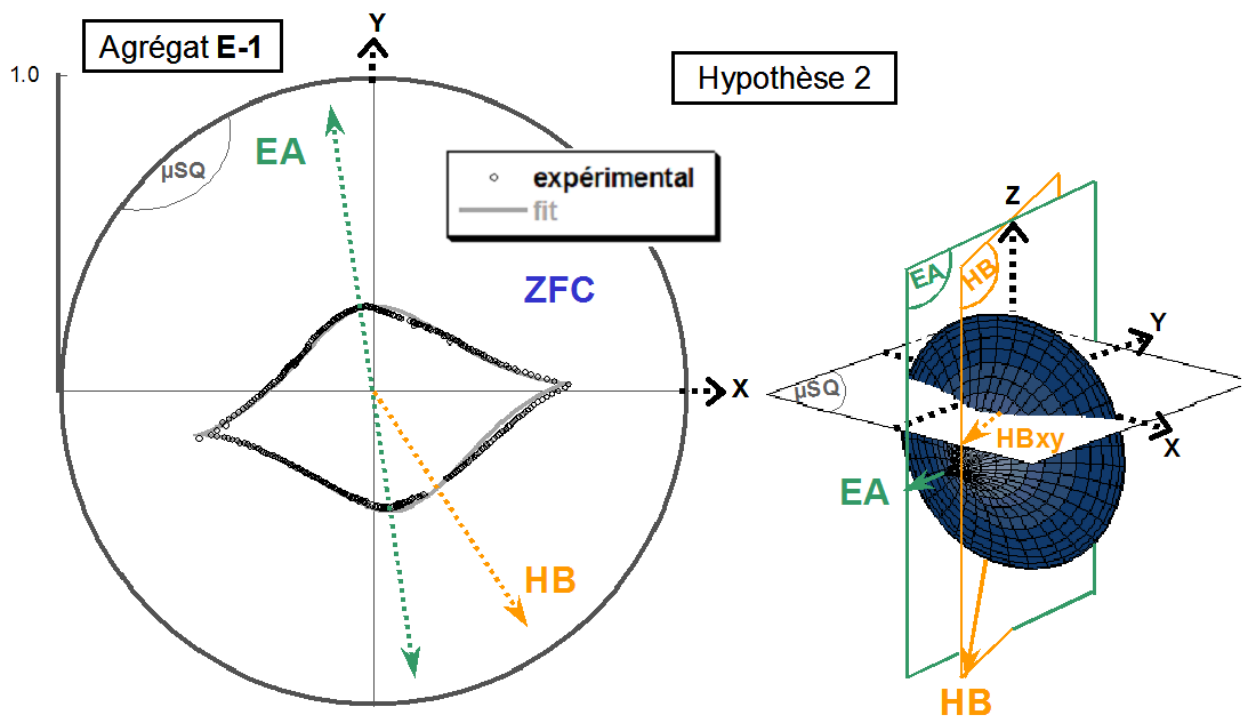 Agrégat E-1
Y
1.0
Hypothèse 2
EA
µSQ
expérimental
fit
ZFC
X
HB
Z
EA
HB
Y
µSQ
HBxy
X
EA
HB